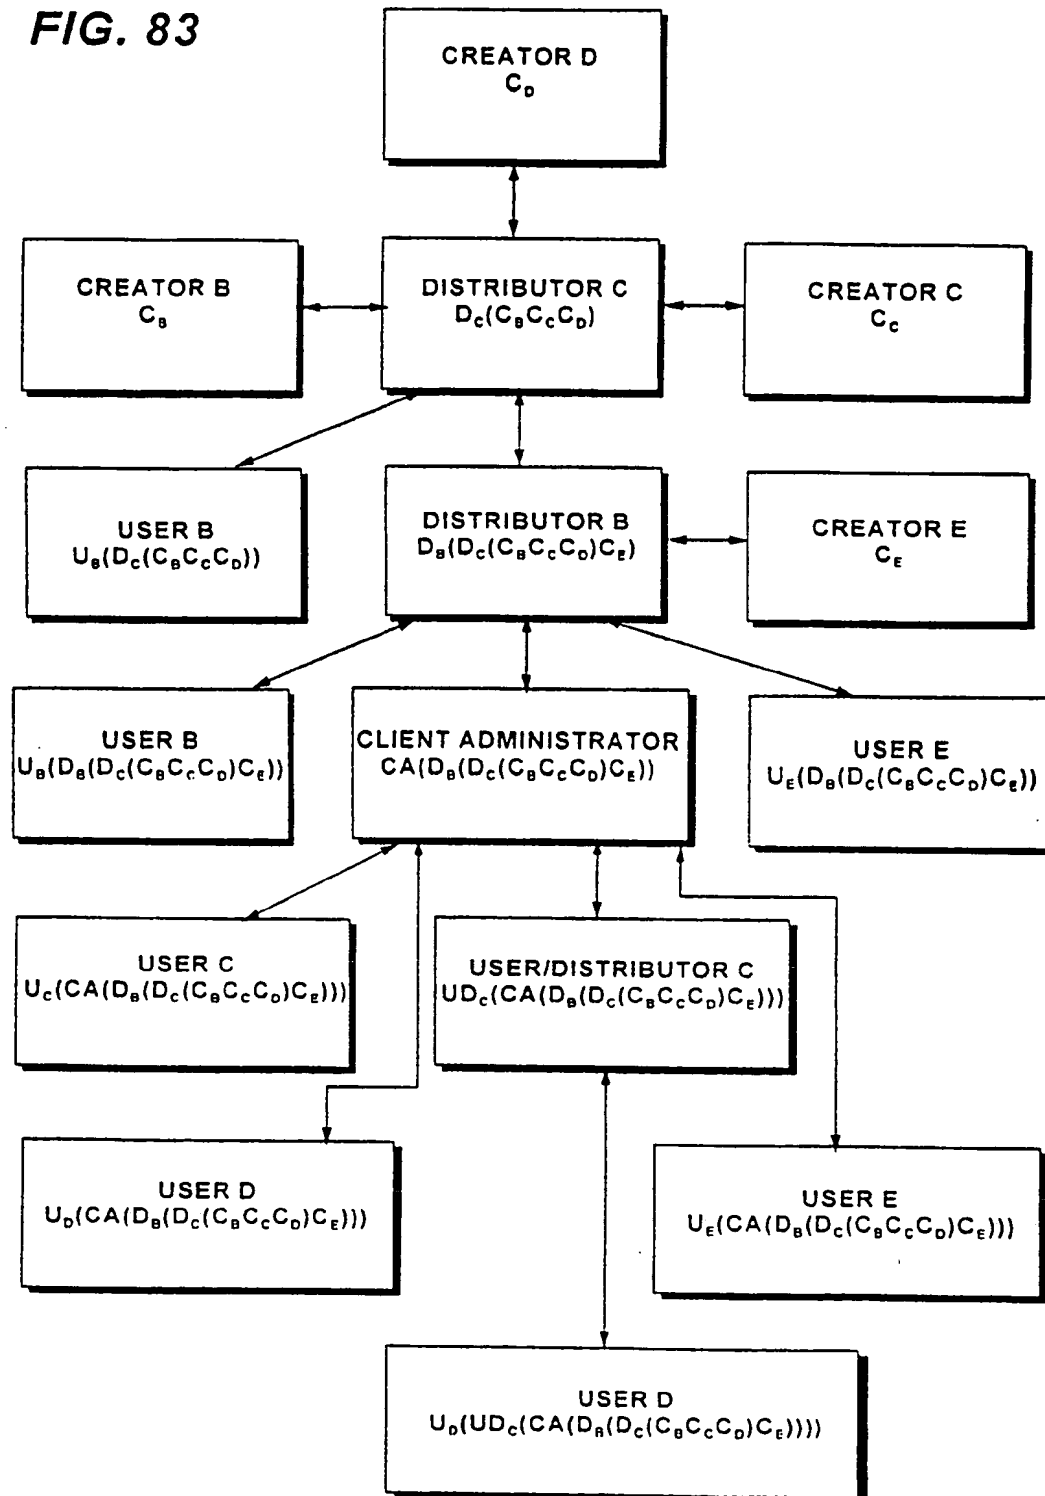 FIG. 83
CREATOR D
C_D
CREATOR B
C_B
DISTRIBUTOR C
D_C(C_BC_CC_D)
CREATOR C
C_C
USER B
U_B(D_C(C_BC_CC_D))
DISTRIBUTOR B
D_B(D_C(C_BC_CC_D)C_E)
CREATOR E
C_E
USER B
U_B(D_B(D_C(C_BC_CC_D)C_E))
CLIENT ADMINISTRATOR
CA(D_B(D_C(C_BC_CC_D)C_E))
USER E
U_E(D_B(D_C(C_BC_CC_D)C_E))
USER C
U_C(CA(D_B(D_C(C_BC_CC_D)C_E)))
USER/DISTRIBUTOR C
UD_C(CA(D_B(D_C(C_BC_CC_D)C_E)))
USER D
U_D(CA(D_B(D_C(C_BC_CC_D)C_E)))
USER E
U_E(CA(D_B(D_C(C_BC_CC_D)C_E)))
USER D
U_D(UD_C(CA(D_B(D_C(C_BC_CC_D)C_E))))